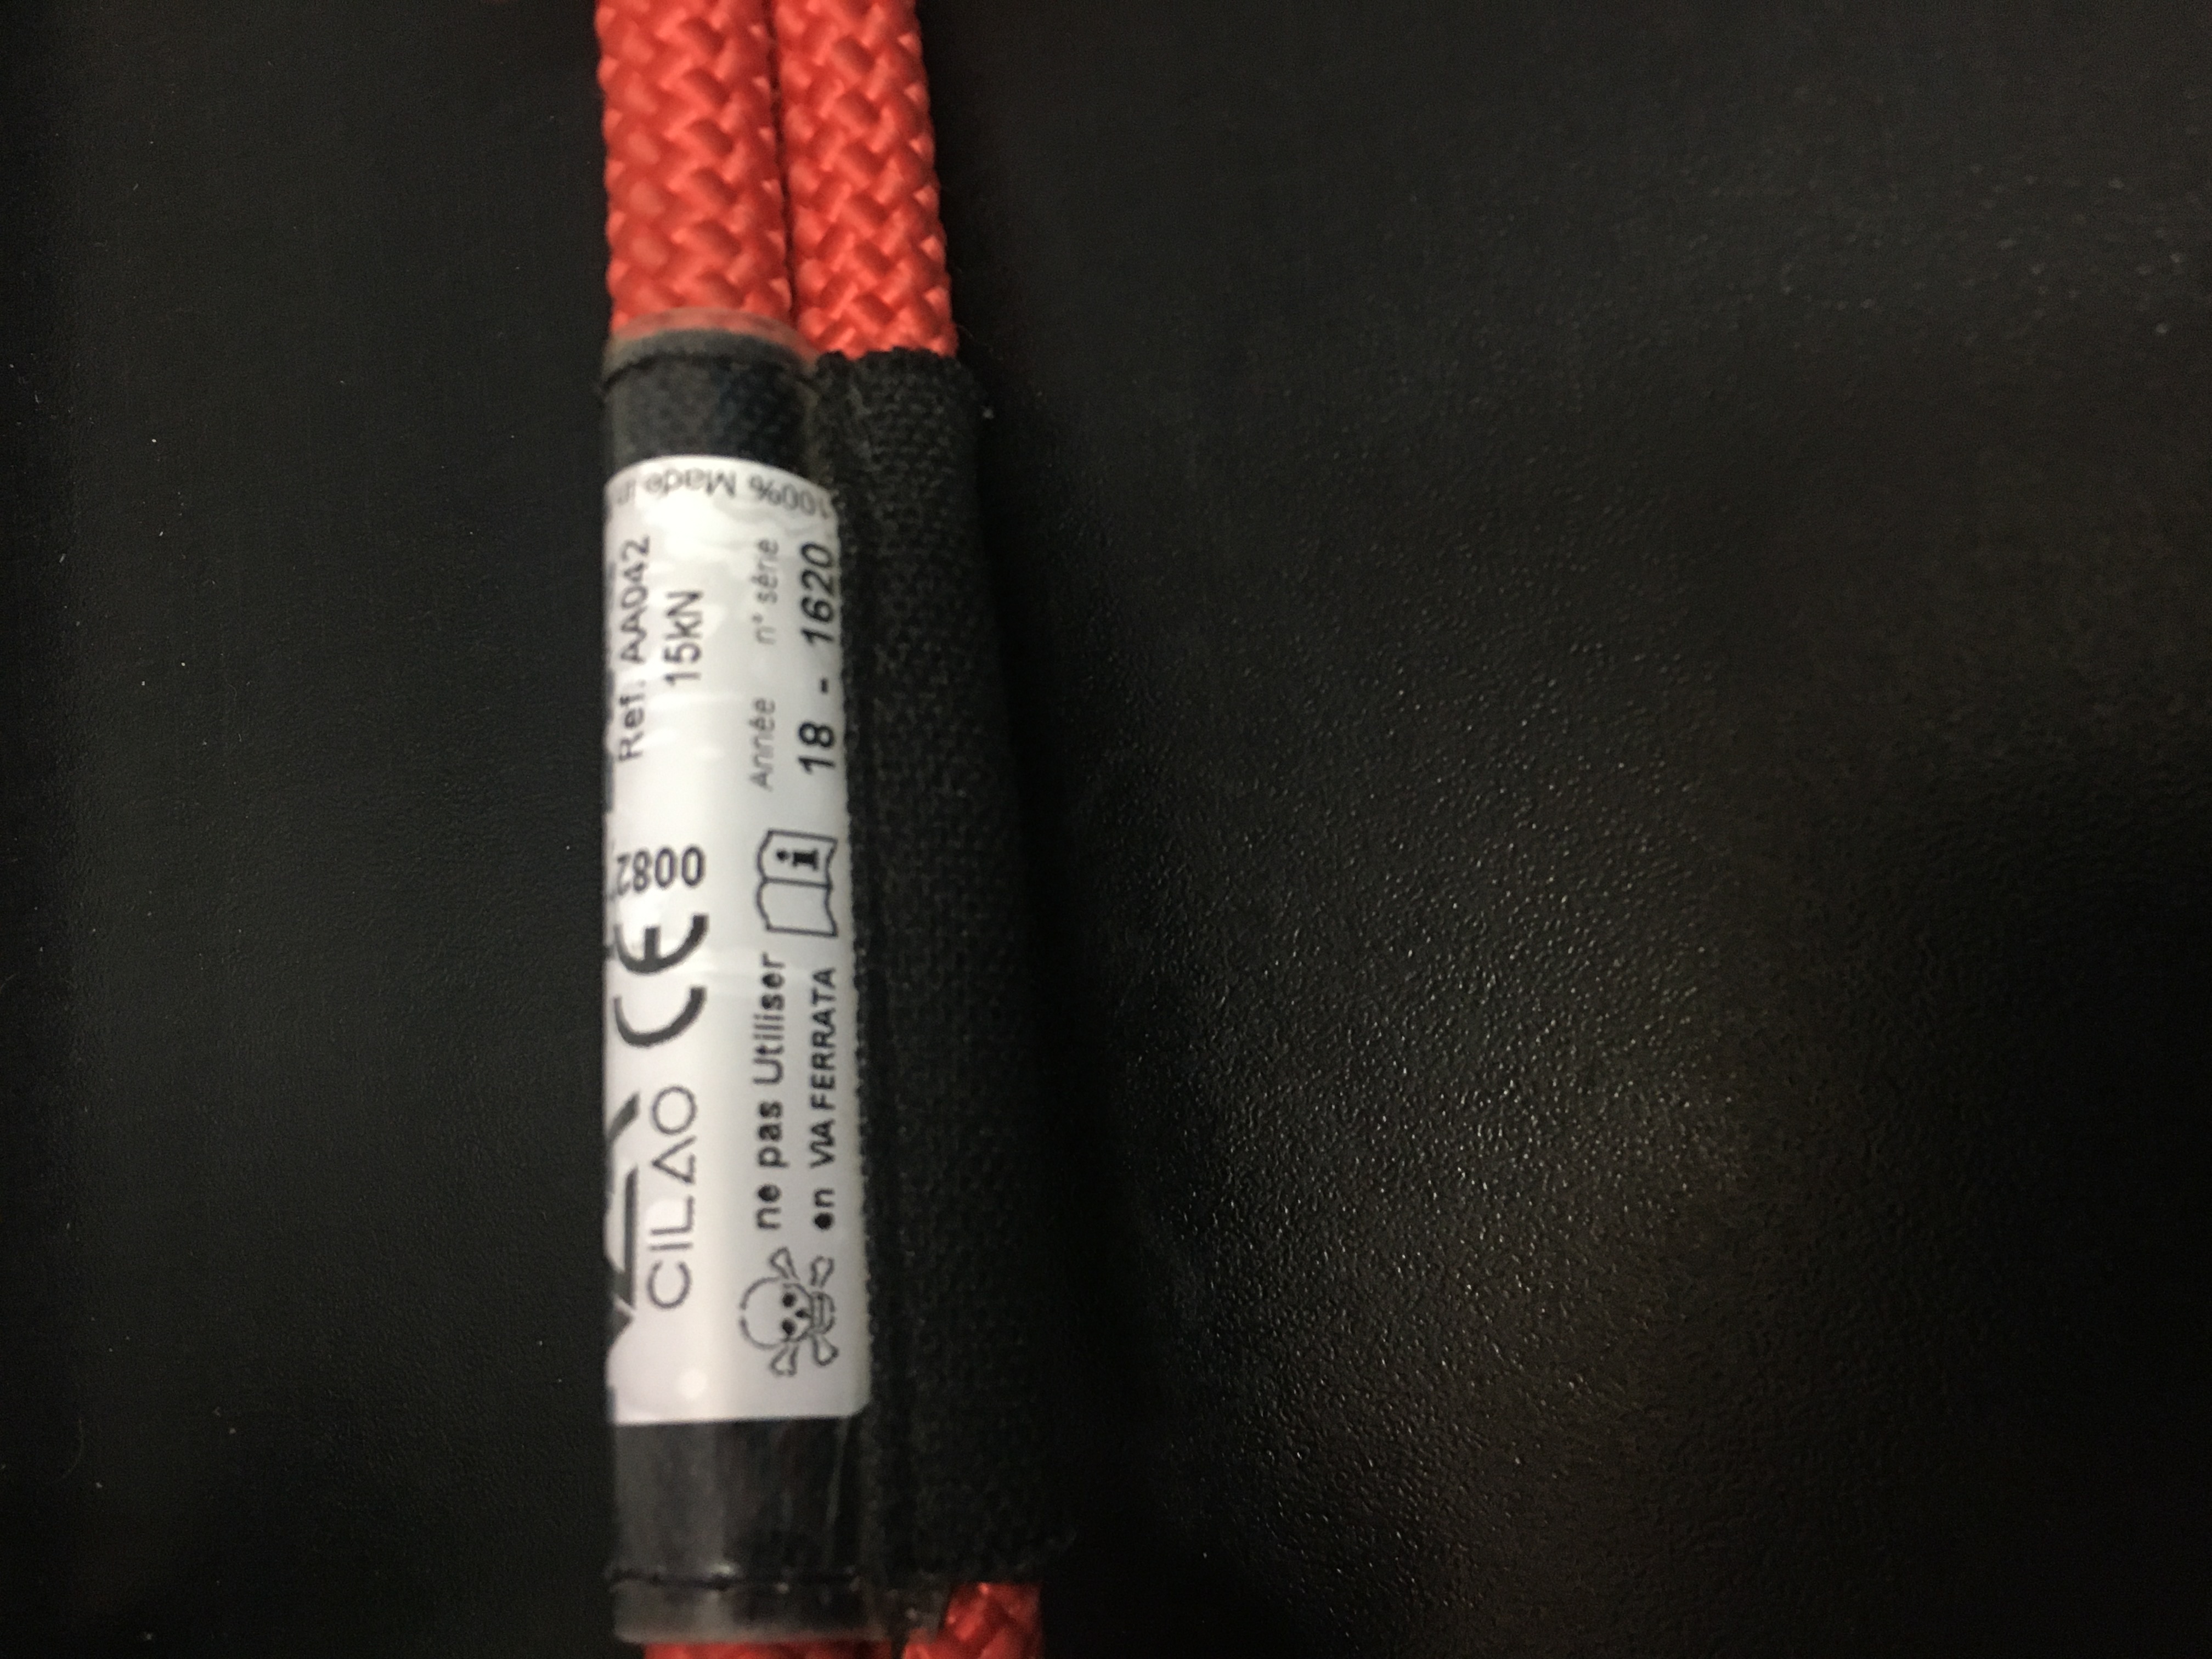 CILAO
CE 0082
Ref. AA042
15kN
ne pas Utiliser
en VIA FERRATA
i
Année n° série
18 - 1620
100% Made in